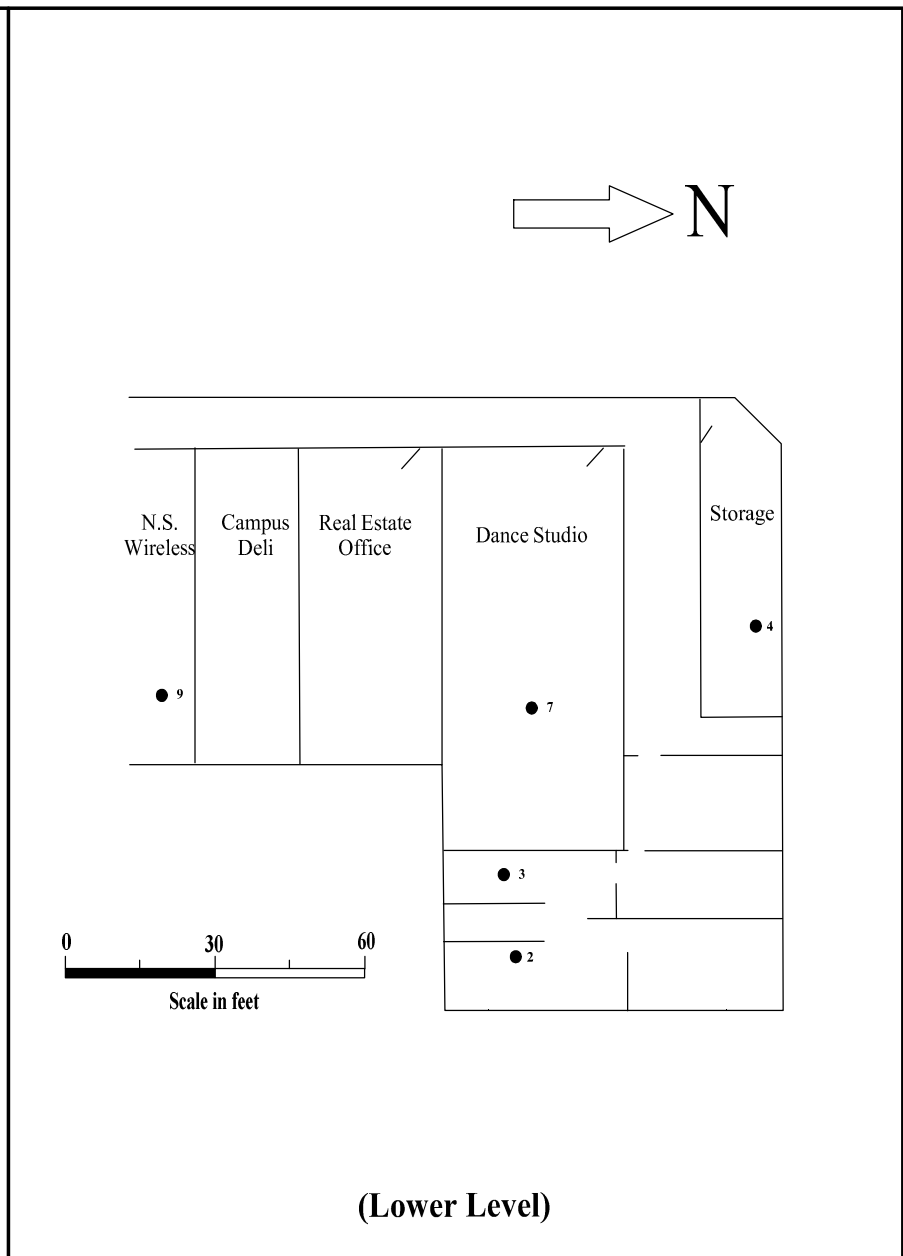 N
N.S.
Wireless
Campus
Deli
Real Estate
Office
Dance Studio
Storage
4
9
7
3
2
0 30 60
Scale in feet
(Lower Level)